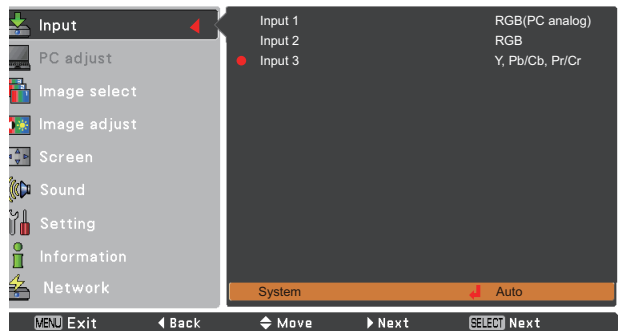 Input
PC adjust
Image select
Image adjust
Screen
Sound
Setting
Information
Network
Input 1 RGB(PC analog)
Input 2 RGB
Input 3 Y, Pb/Cb, Pr/Cr
System Auto
MENU Exit Back Move Next SELECT Next